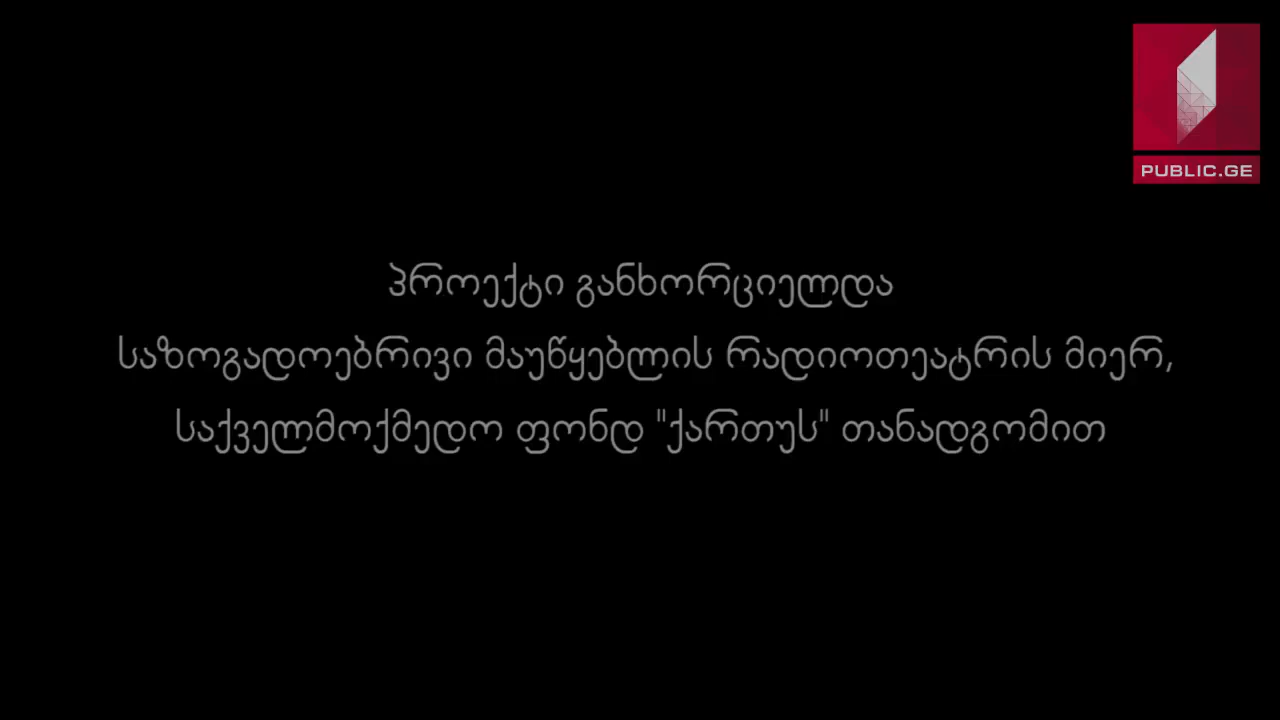 PUBLIC.GE
პროექტი განხორციელდა
საზოგადოებრივი მაუწყებლის რადიოთეატრის მიერ,
საქველმოქმედო ფონდ "ქართუს" თანადგომით